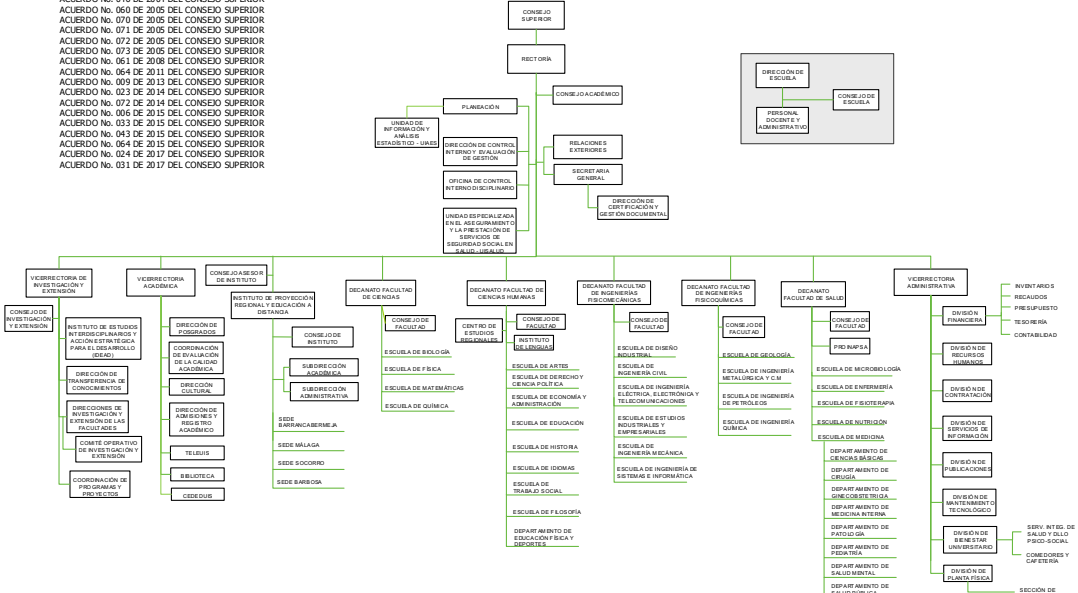 ACUERDO No. 060 DE 2005 DEL CONSEJO SUPERIOR
ACUERDO No. 070 DE 2005 DEL CONSEJO SUPERIOR
ACUERDO No. 071 DE 2005 DEL CONSEJO SUPERIOR
ACUERDO No. 072 DE 2005 DEL CONSEJO SUPERIOR
ACUERDO No. 073 DE 2005 DEL CONSEJO SUPERIOR
ACUERDO No. 061 DE 2008 DEL CONSEJO SUPERIOR
ACUERDO No. 064 DE 2011 DEL CONSEJO SUPERIOR
ACUERDO No. 009 DE 2013 DEL CONSEJO SUPERIOR
ACUERDO No. 023 DE 2014 DEL CONSEJO SUPERIOR
ACUERDO No. 072 DE 2014 DEL CONSEJO SUPERIOR
ACUERDO No. 006 DE 2015 DEL CONSEJO SUPERIOR
ACUERDO No. 033 DE 2015 DEL CONSEJO SUPERIOR
ACUERDO No. 043 DE 2015 DEL CONSEJO SUPERIOR
ACUERDO No. 064 DE 2015 DEL CONSEJO SUPERIOR
ACUERDO No. 024 DE 2017 DEL CONSEJO SUPERIOR
ACUERDO No. 031 DE 2017 DEL CONSEJO SUPERIOR
CONSEJO
SUPERIOR
RECTORÍA
CONSEJO ACADÉMICO
PLANEACIÓN
UNIDAD DE
INFORMACIÓN Y
ANÁLISIS
ESTADÍSTICO - UIAES
DIRECCIÓN DE CONTROL
INTERNO Y EVALUACIÓN
DE GESTIÓN
OFICINA DE CONTROL
INTERNO DISCIPLINARIO
UNIDAD ESPECIALIZADA
EN EL ASEGURAMIENTO
Y LA PRESTACIÓN DE
SERVICIOS DE
SEGURIDAD SOCIAL EN
SALUD - UISALUD
RELACIONES
EXTERIORES
SECRETARIA
GENERAL
DIRECCIÓN DE
CERTIFICACIÓN Y
GESTIÓN DOCUMENTAL
DIRECCIÓN DE
ESCUELA
CONSEJO DE
ESCUELA
PERSONAL
DOCENTE Y
ADMINISTRATIVO
VICERRECTORIA DE
INVESTIGACIÓN Y
EXTENSIÓN
CONSEJO DE
INVESTIGACIÓN
Y EXTENSIÓN
INSTITUTO DE ESTUDIOS
INTERDISCIPLINARIOS Y
ACCIÓN ESTRATÉGICA
PARA EL DESARROLLO
(IDEAD)
DIRECCIÓN DE
TRANSFERENCIA DE
CONOCIMIENTOS
DIRECCIONES DE
INVESTIGACIÓN Y
EXTENSIÓN DE LAS
FACULTADES
COMITÉ OPERATIVO
DE INVESTIGACIÓN Y
EXTENSIÓN
COORDINACIÓN DE
PROGRAMAS Y
PROYECTOS
VICERRECTORIA
ACADÉMICA
DIRECCIÓN DE
POSGRADOS
COORDINACIÓN
DE EVALUACIÓN
DE LA CALIDAD
ACADÉMICA
DIRECCIÓN
CULTURAL
DIRECCIÓN DE
ADMISIONES Y
REGISTRO
ACADÉMICO
TELEUIS
BIBLIOTECA
CEDEDUIS
CONSEJO ASESOR
DE INSTITUTO
INSTITUTO DE PROYECCIÓN
REGIONAL Y EDUCACIÓN A
DISTANCIA
CONSEJO DE
INSTITUTO
SUBDIRECCIÓN
ACADÉMICA
SUBDIRECCIÓN
ADMINISTRATIVA
SEDE
BARRANCABERMEJA
SEDE MÁLAGA
SEDE SOCORRO
SEDE BARBOSA
DECANATO FACULTAD
DE CIENCIAS
CONSEJO DE
FACULTAD
ESCUELA DE BIOLOGÍA
ESCUELA DE FÍSICA
ESCUELA DE MATEMÁTICAS
ESCUELA DE QUÍMICA
DECANATO FACULTAD DE
CIENCIAS HUMANAS
CENTRO DE
ESTUDIOS
REGIONALES
CONSEJO DE
FACULTAD
INSTITUTO
DE LENGUAS
ESCUELA DE ARTES
ESCUELA DE DERECHO Y
CIENCIA POLÍTICA
ESCUELA DE ECONOMÍA Y
ADMINISTRACIÓN
ESCUELA DE EDUCACIÓN
ESCUELA DE HISTORIA
ESCUELA DE IDIOMAS
ESCUELA DE
TRABAJO SOCIAL
ESCUELA DE FILOSOFÍA
DEPARTAMENTO DE
EDUCACIÓN FÍSICA Y
DEPORTES
DECANATO FACULTAD
DE INGENIERÍAS
FISICOMECÁNICAS
CONSEJO DE
FACULTAD
ESCUELA DE DISEÑO
INDUSTRIAL
ESCUELA DE
INGENIERÍA CIVIL
ESCUELA DE INGENIERÍA
ELÉCTRICA, ELECTRÓNICA Y
TELECOMUNICACIONES
ESCUELA DE ESTUDIOS
INDUSTRIALES Y
EMPRESARIALES
ESCUELA DE
INGENIERÍA MECÁNICA
ESCUELA DE INGENIERÍA DE
SISTEMAS E INFORMÁTICA
DECANATO FACULTAD
DE INGENIERÍAS
FISICOQUÍMICAS
CONSEJO DE
FACULTAD
ESCUELA DE GEOLOGÍA
ESCUELA DE INGENIERÍA
METALÚRGICA Y C.M
ESCUELA DE INGENIERÍA
DE PETRÓLEOS
ESCUELA DE INGENIERÍA
QUÍMICA
DECANATO
FACULTAD DE SALUD
CONSEJO DE
FACULTAD
PROINAPSA
ESCUELA DE MICROBIOLOGÍA
ESCUELA DE ENFERMERÍA
ESCUELA DE FISIOTERAPIA
ESCUELA DE NUTRICIÓN
ESCUELA DE MEDICINA
DEPARTAMENTO DE
CIENCIAS BÁSICAS
DEPARTAMENTO DE
CIRUGÍA
DEPARTAMENTO DE
GINECOBSTETRICIA
DEPARTAMENTO DE
MEDICINA INTERNA
DEPARTAMENTO DE
PATOLOGÍA
DEPARTAMENTO DE
PEDIATRÍA
DEPARTAMENTO DE
SALUD MENTAL
DEPARTAMENTO DE
SALUD PÚBLICA
VICERRECTORIA
ADMINISTRATIVA
DIVISIÓN
FINANCIERA
INVENTARIOS
RECAUDOS
PRESUPUESTO
TESORERÍA
CONTABILIDAD
DIVISIÓN DE
RECURSOS
HUMANOS
DIVISIÓN DE
CONTRATACIÓN
DIVISIÓN DE
SERVICIOS DE
INFORMACIÓN
DIVISIÓN DE
PUBLICACIONES
DIVISIÓN DE
MANTENIMIENTO
TECNOLÓGICO
DIVISIÓN DE
BIENESTAR
UNIVERSITARIO
SERV. INTEG. DE
SALUD Y DLLO
PSICO-SOCIAL
COMEDORES Y
CAFETERÍA
DIVISIÓN DE
PLANTA FÍSICA
SECCIÓN DE